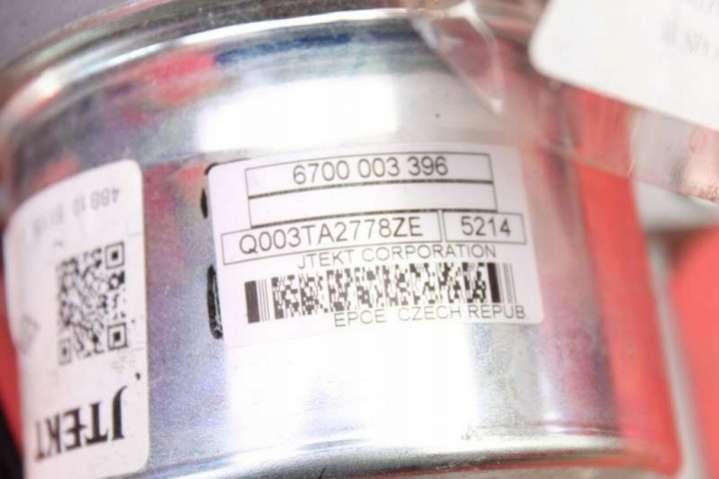 6700 003 396
Q003TA2778ZE 5214
JTEKT CORPORATION
EPCE CZECH REPUB
JTEKT